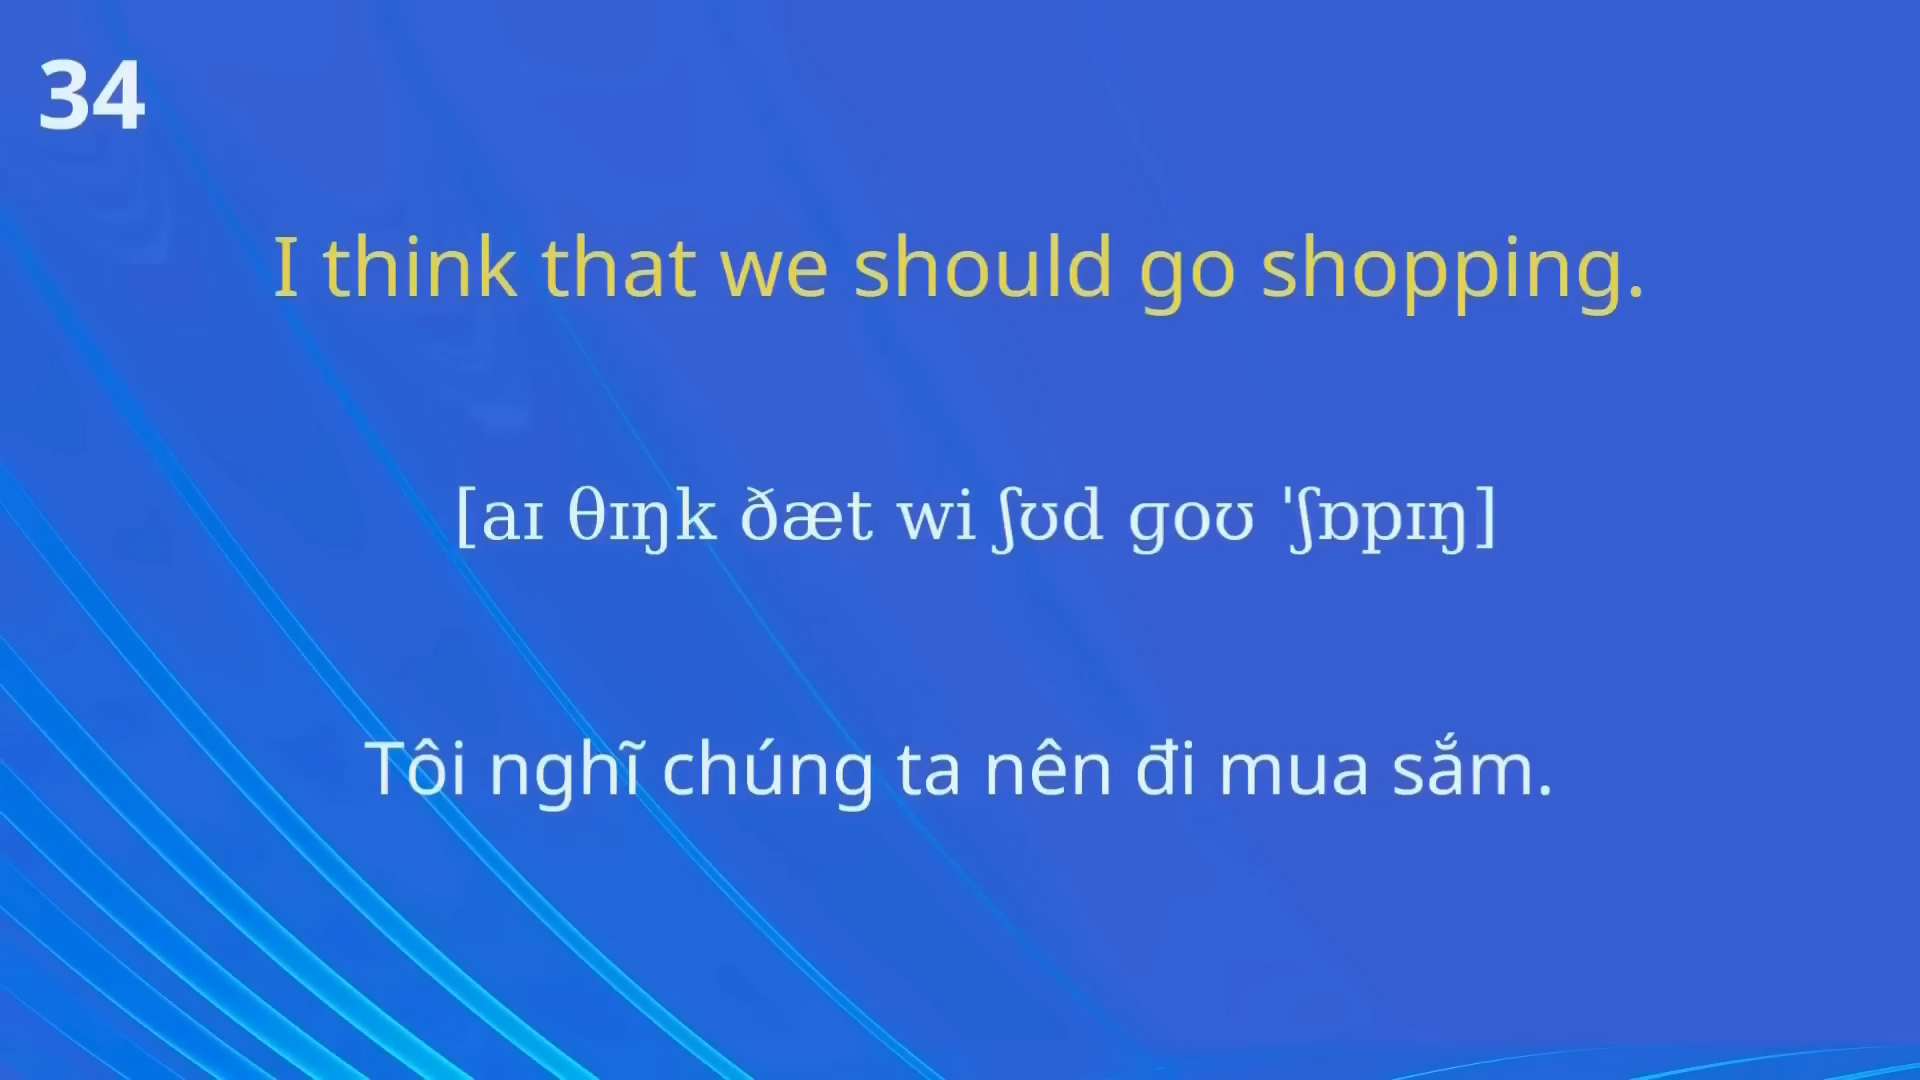 34
I think that we should go shopping.
[aɪ θɪŋk ðæt wi ʃʊd ɡoʊ ˈʃɒpɪŋ]
Tôi nghĩ chúng ta nên đi mua sắm.